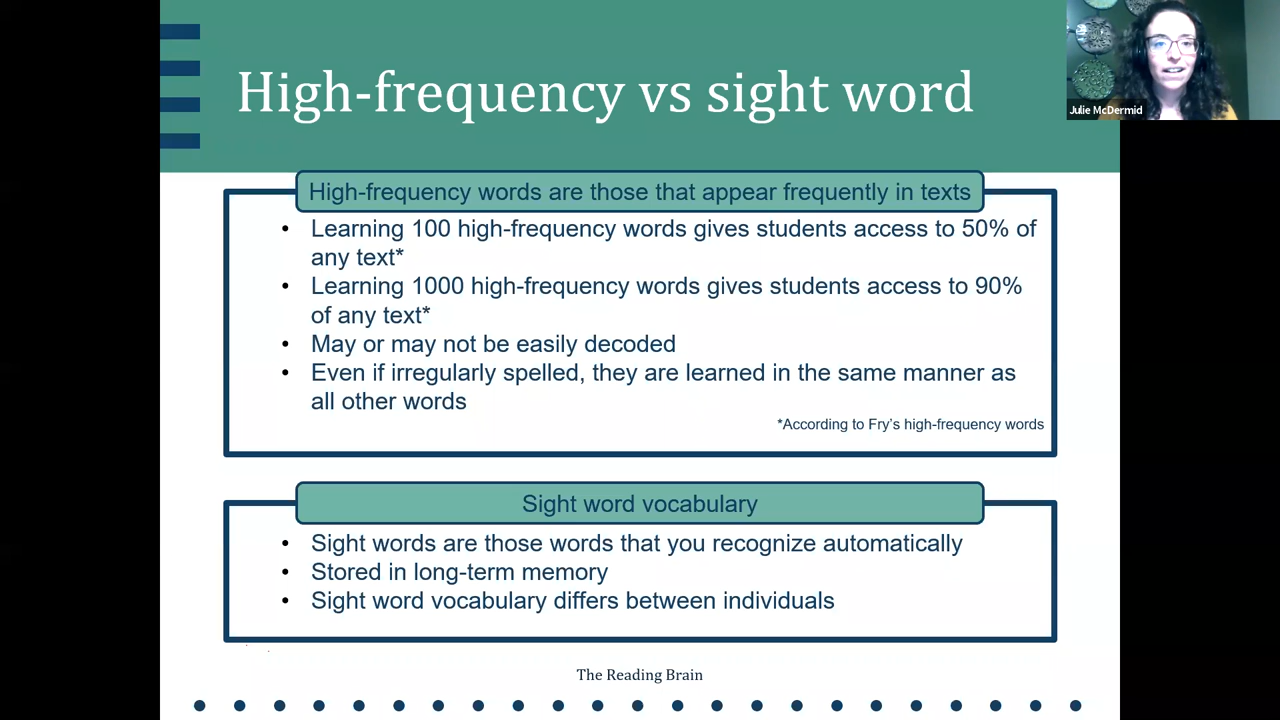 High-frequency vs sight word
Julie McDermid
High-frequency words are those that appear frequently in texts
• Learning 100 high-frequency words gives students access to 50% of
any text*
• Learning 1000 high-frequency words gives students access to 90%
of any text*
• May or may not be easily decoded
• Even if irregularly spelled, they are learned in the same manner as
all other words
*According to Fry's high-frequency words
Sight word vocabulary
• Sight words are those words that you recognize automatically
• Stored in long-term memory
• Sight word vocabulary differs between individuals
The Reading Brain